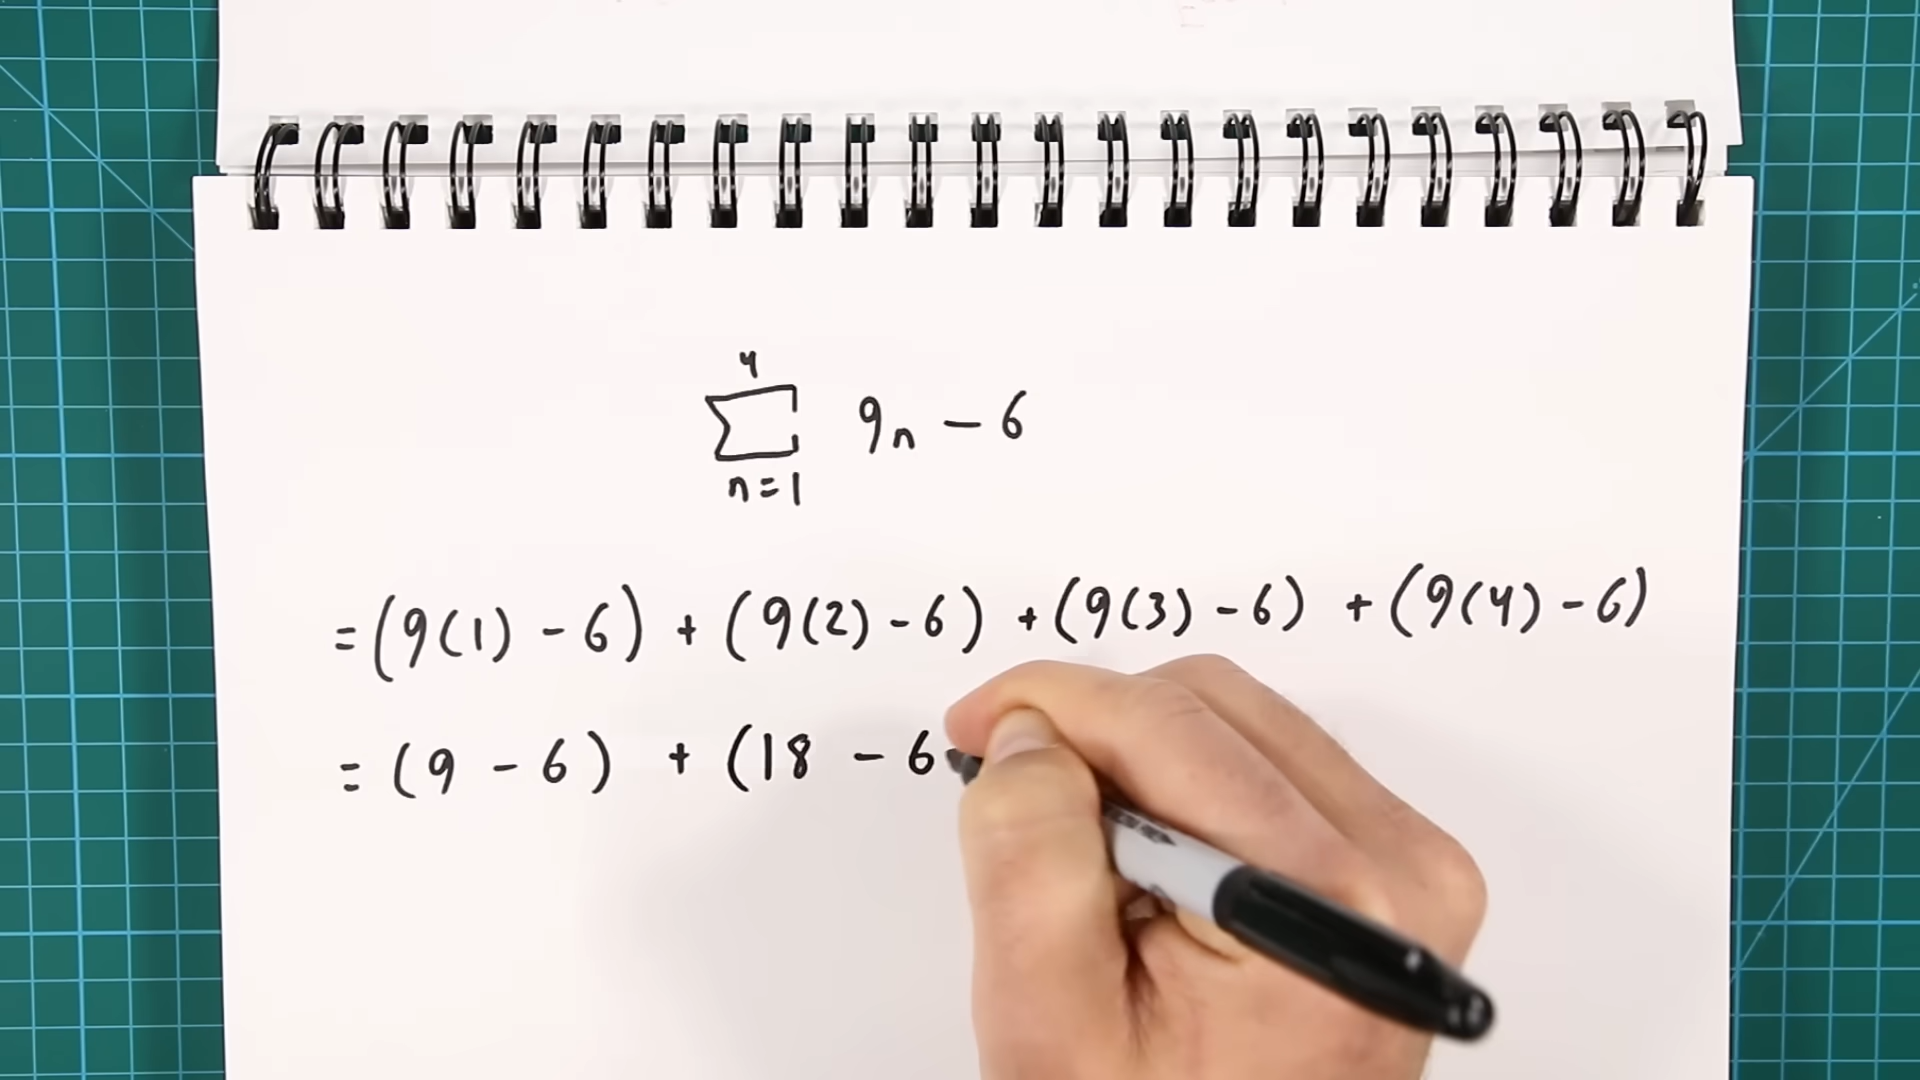 4
∑ 9n - 6
n = 1
= (9(1) - 6) + (9(2) - 6) + (9(3) - 6) + (9(4) - 6)
= (9 - 6) + (18 - 6